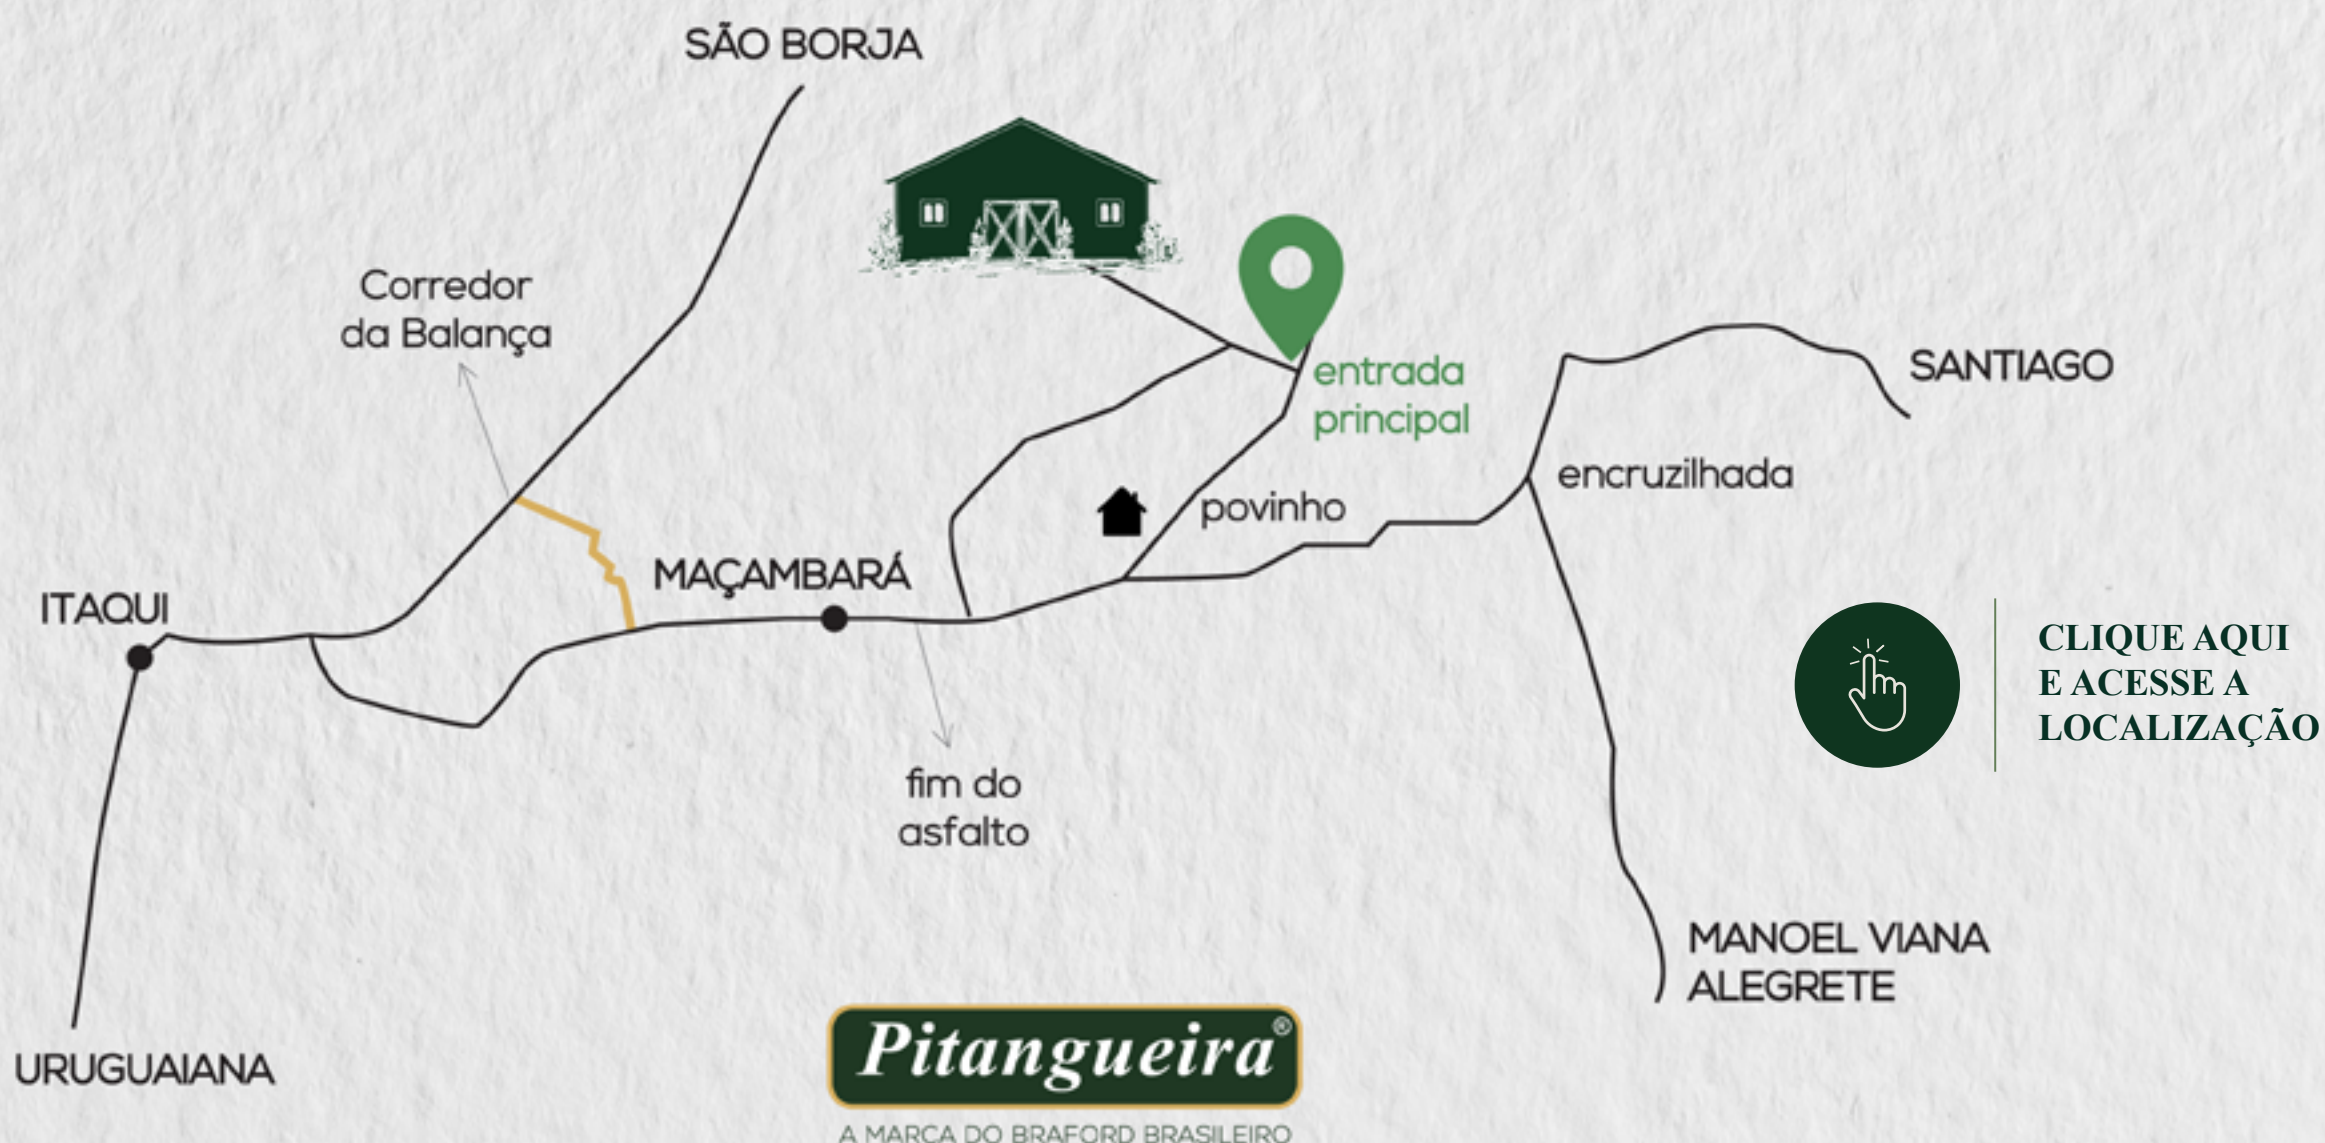 SÃO BORJA
Corredor
da Balança
entrada
principal
SANTIAGO
encruzilhada
povinho
MAÇAMBARÁ
ITAQUI
CLIQUE AQUI
E ACESSE A
LOCALIZAÇÃO
fim do
asfalto
MANOEL VIANA
ALEGRETE
URUGUAIANA
Pitangueira®
A MARCA DO BRAFORD BRASILEIRO